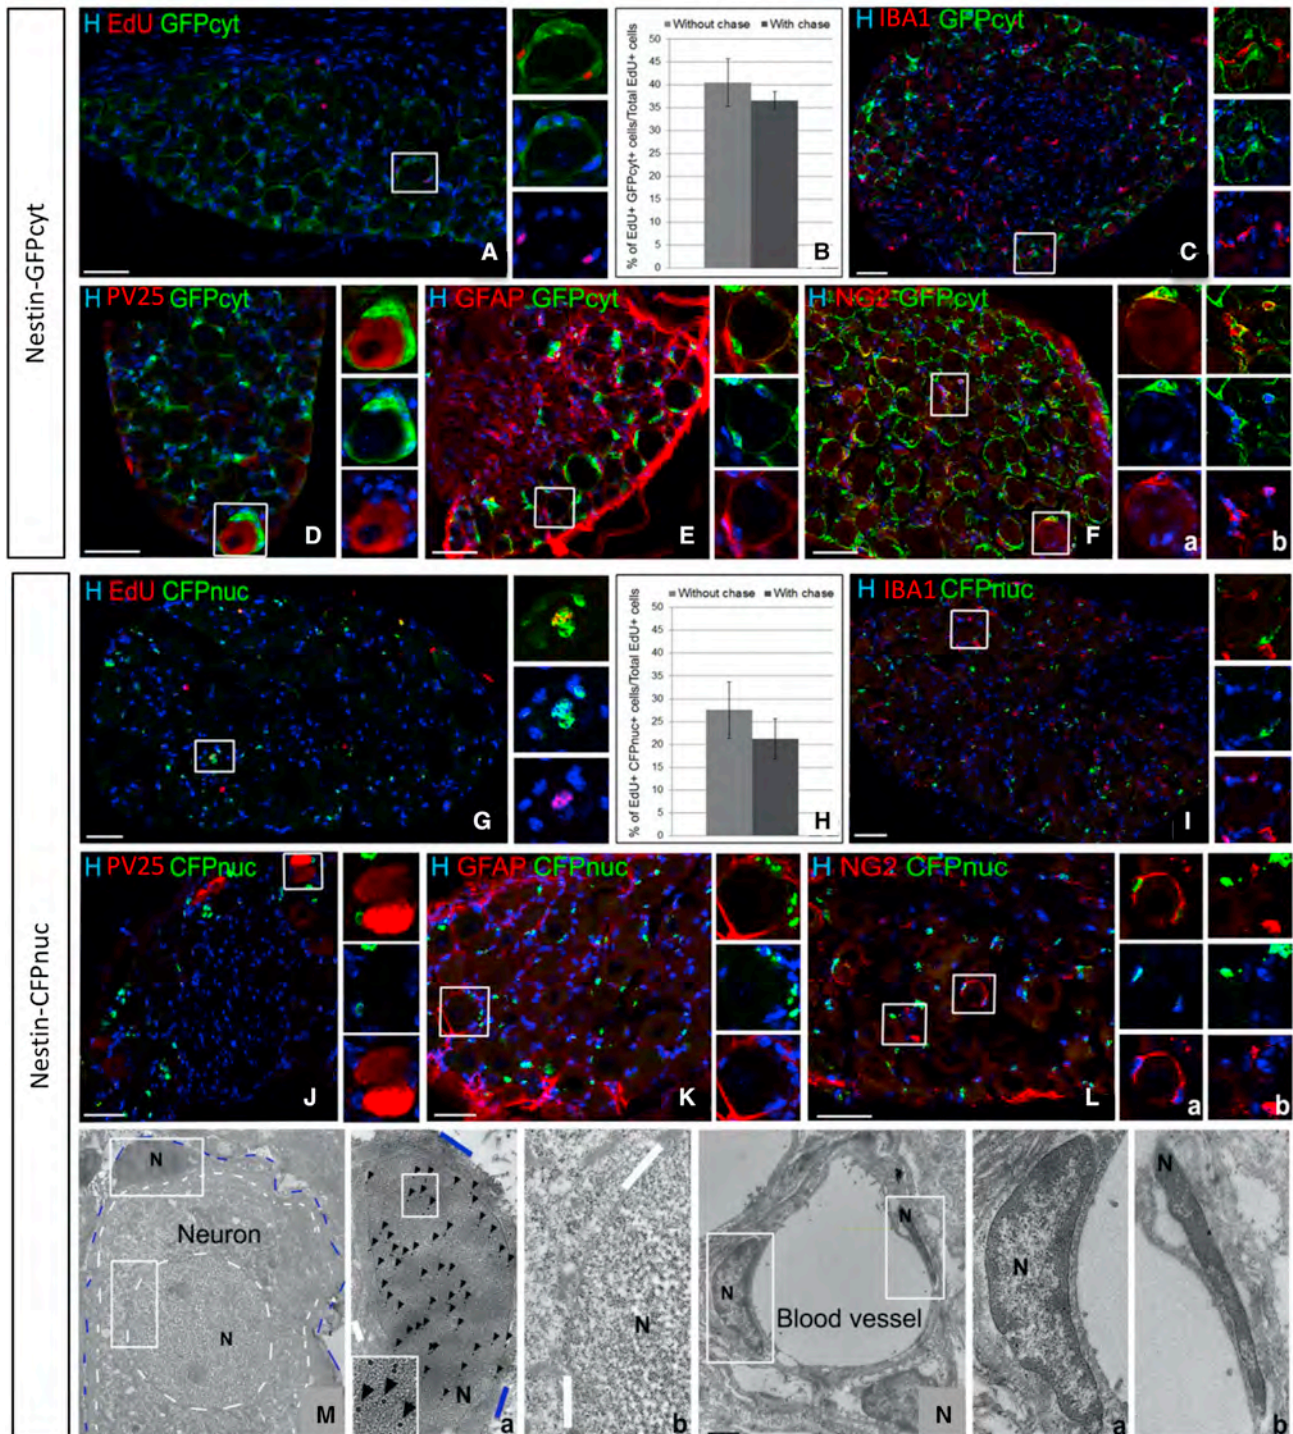 Nestin-GFPcyt
H EdU GFPcyt
A
Without chase With chase
% of EdU+ GFPcyt+ cells/Total EdU+ cells
50
45
40
35
30
25
20
15
10
5
0
B
H IBA1 GFPcyt
C
H PV25 GFPcyt
D
H GFAP GFPcyt
E
H NG2 GFPcyt
F
a
b
Nestin-CFPnuc
H EdU CFPnuc
G
Without chase With chase
% of EdU+ CFPnuc+ cells/Total EdU+ cells
50
45
40
35
30
25
20
15
10
5
0
H
H IBA1 CFPnuc
I
H PV25 CFPnuc
J
H GFAP CFPnuc
K
H NG2 CFPnuc
L
a
b
N
Neuron
N
M
N
a
N
b
N
N
Blood vessel
N
N
a
N
b